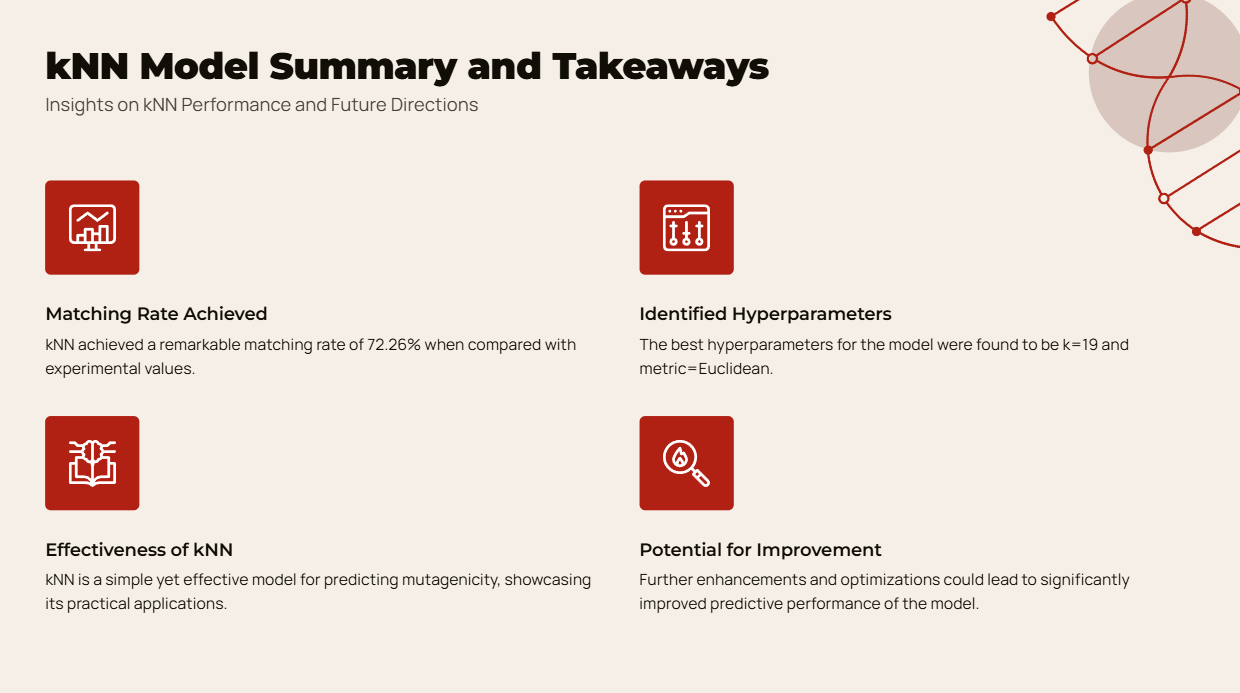 kNN Model Summary and Takeaways
Insights on kNN Performance and Future Directions
Matching Rate Achieved
kNN achieved a remarkable matching rate of 72.26% when compared with
experimental values.
Identified Hyperparameters
The best hyperparameters for the model were found to be k=19 and
metric=Euclidean.
Effectiveness of kNN
kNN is a simple yet effective model for predicting mutagenicity, showcasing
its practical applications.
Potential for Improvement
Further enhancements and optimizations could lead to significantly
improved predictive performance of the model.